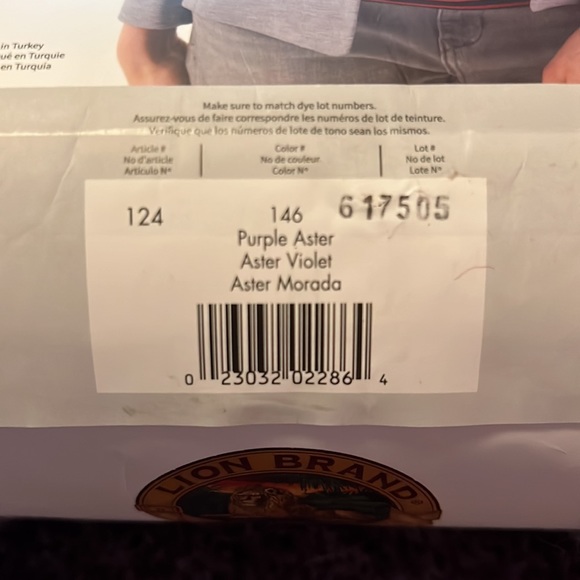 in Turkey
ué en Turquie
en Turquía
Make sure to match dye lot numbers.
Assurez-vous de faire correspondre les numéros de lot de teinture.
Verifique que los números de lote de tono sean los mismos.
Article # Color # Lot #
No d'article No de couleur No de lot
Artículo Nº Color Nº Lote Nº
124 146 617505
Purple Aster
Aster Violet
Aster Morada
0 23032 02286 4
LION BRAND®